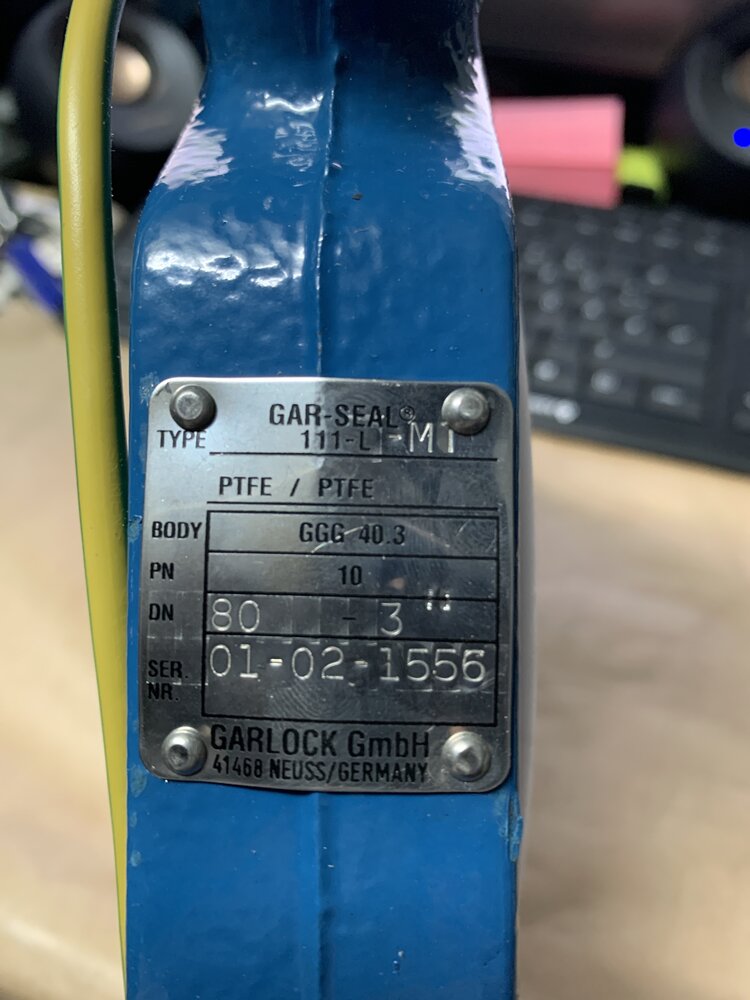 GAR-SEAL®
TYPE 111-L-MT
PTFE / PTFE
BODY GGG 40.3
PN 10
DN 80 - 3"
SER. NR. 01-02-1556
GARLOCK GmbH
41468 NEUSS/GERMANY